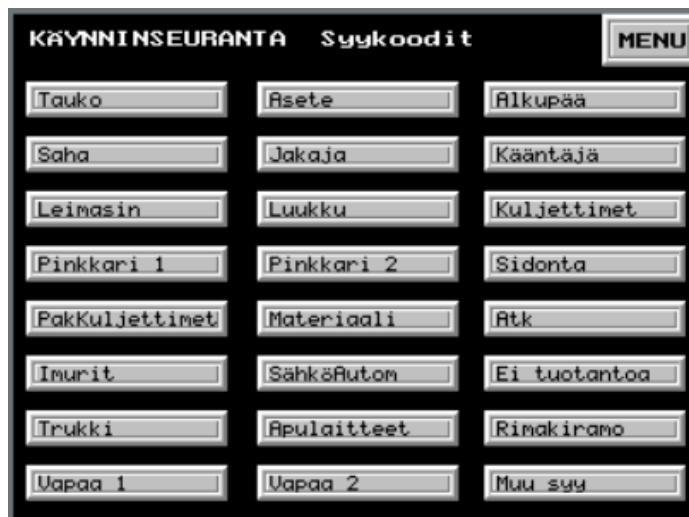 KÄYNNINSEURANTA Syykoodit MENU
Tauko Asete Alkupää
Saha Jakaja Kääntäjä
Leimasin Luukku Kuljettimet
Pinkkari 1 Pinkkari 2 Sidonta
PakKuljettimet Materiaali Atk
Imurit SähköAutom Ei tuotantoa
Trukki Apulaitteet Rimakiramo
Vapaa 1 Vapaa 2 Muu syy